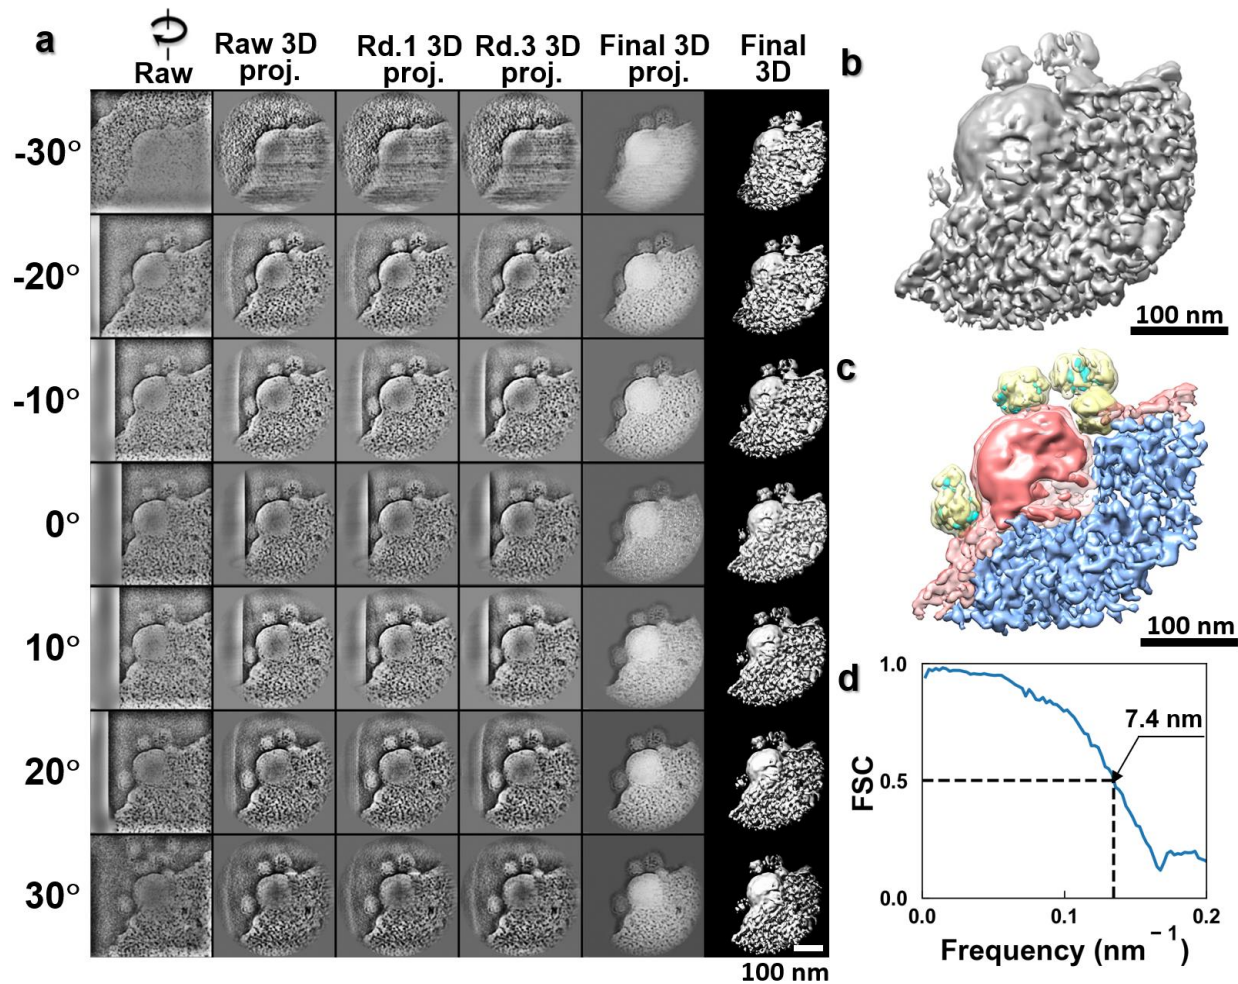 a
Raw
Raw 3D
proj.
Rd.1 3D
proj.
Rd.3 3D
proj.
Final 3D
proj.
Final
3D
-30°
-20°
-10°
0°
10°
20°
30°
100 nm
b
100 nm
c
100 nm
d
1.0
0.5
0.0
FSC
7.4 nm
0.0
0.1
0.2
Frequency (nm⁻¹)